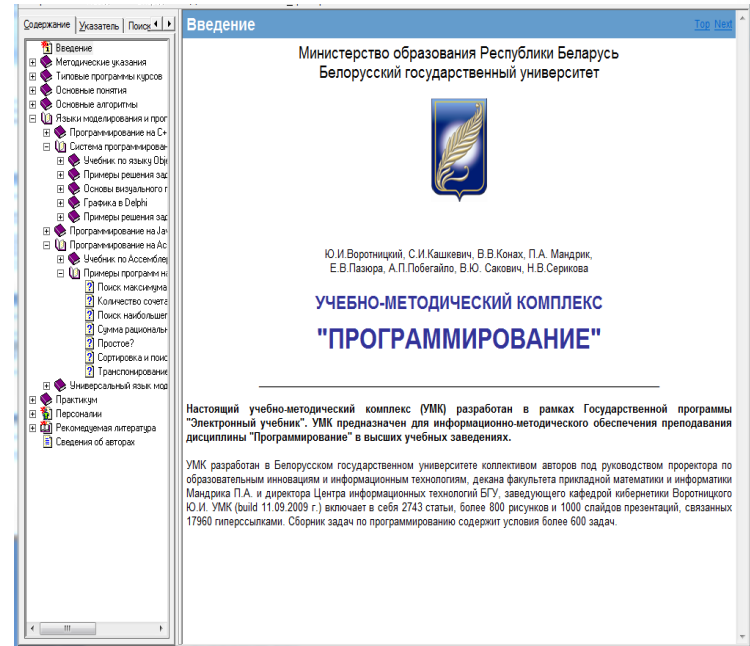 Содержание
Указатель
Поиск
Введение
Методические указания
Типовые программы курсов
Основные понятия
Основные алгоритмы
Языки моделирования и прог
Программирование на C+
Система программирован
Учебник по языку Obj
Примеры решения зад
Основы визуального п
Графика в Delphi
Примеры решения зад
Программирование на Jav
Программирование на Ас
Учебник по Ассемблер
Примеры программ на
Поиск максимума
Количество сочета
Поиск наибольшег
Сумма рациональн
Простое?
Сортировка и поис
Транспонирование
Универсальный язык мод
Практикум
Персоналии
Рекомедуемая литература
Сведения об авторах
Введение
Top Next
Министерство образования Республики Беларусь
Белорусский государственный университет
Ю.И.Воротницкий, С.И.Кашкевич, В.В.Конах, П.А. Мандрик,
Е.В.Пазюра, А.П.Побегайло, В.Ю. Сакович, Н.В.Серикова
УЧЕБНО-МЕТОДИЧЕСКИЙ КОМПЛЕКС
"ПРОГРАММИРОВАНИЕ"
Настоящий учебно-методический комплекс (УМК) разработан в рамках Государственной программы
"Электронный учебник". УМК предназначен для информационно-методического обеспечения преподавания
дисциплины "Программирование" в высших учебных заведениях.
УМК разработан в Белорусском государственном университете коллективом авторов под руководством проректора по
образовательным инновациям и информационным технологиям, декана факультета прикладной математики и информатики
Мандрика П.А. и директора Центра информационных технологий БГУ, заведующего кафедрой кибернетики Воротницкого
Ю.И. УМК (build 11.09.2009 г.) включает в себя 2743 статьи, более 800 рисунков и 1000 слайдов презентаций, связанных
17960 гиперссылками. Сборник задач по программированию содержит условия более 600 задач.